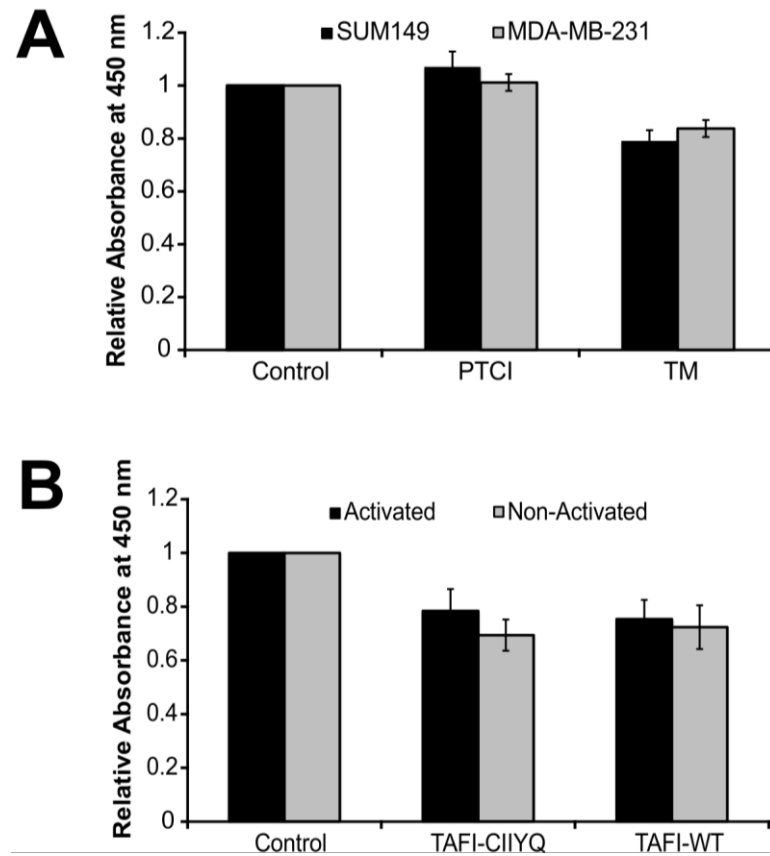 A
Relative Absorbance at 450 nm
1.2
1
0.8
0.6
0.4
0.2
0
SUM149 MDA-MB-231
Control PTCI TM
B
Relative Absorbance at 450 nm
1.2
1
0.8
0.6
0.4
0.2
0
Activated Non-Activated
Control TAFI-CIIYQ TAFI-WT